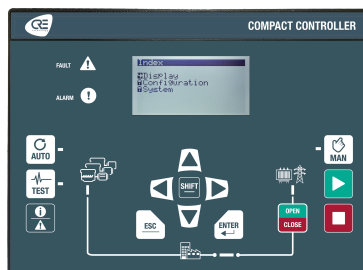 CRE
COMPACT CONTROLLER
FAULT
ALARM
Index
Display
Configuration
System
AUTO
TEST
SHIFT
ESC
ENTER
MAN
OPEN
CLOSE